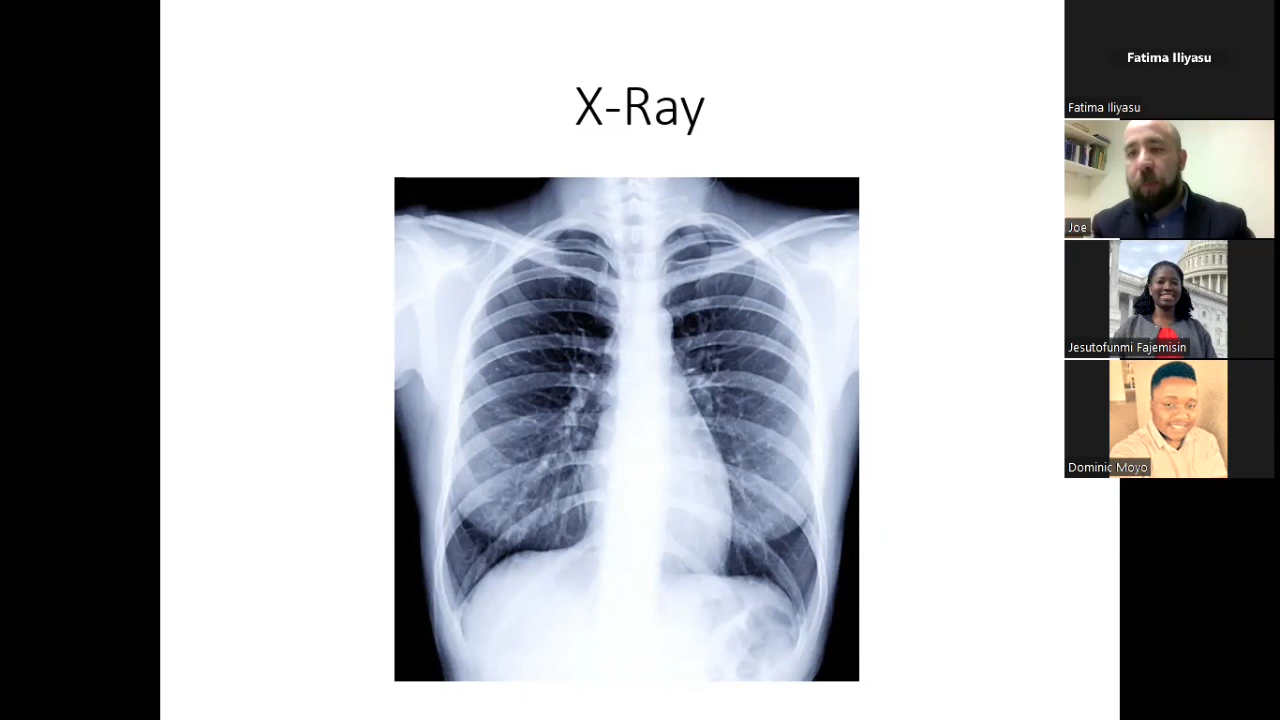 X-Ray
Fatima Iliyasu
Fatima Iliyasu
Joe
Jesutofunmi Fajemisin
Dominic Moyo